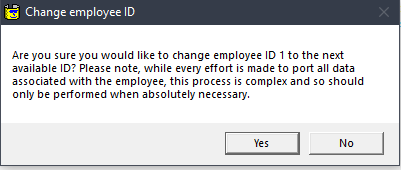 Change employee ID
Are you sure you would like to change employee ID 1 to the next
available ID? Please note, while every effort is made to port all data
associated with the employee, this process is complex and so should
only be performed when absolutely necessary.
Yes No